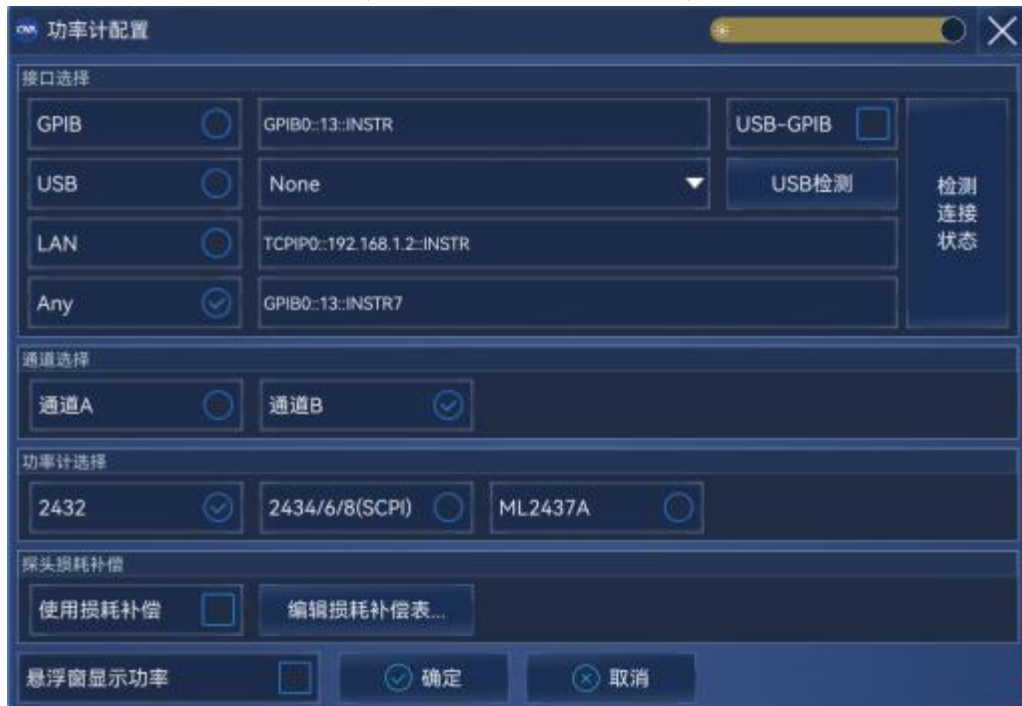 功率计配置
接口选择
GPIB GPIB0::13::INSTR USB-GPIB
USB None USB检测
检测
连接
状态
LAN TCPIP0::192.168.1.2::INSTR
Any GPIB0::13::INSTR7
通道选择
通道A 通道B
功率计选择
2432 2434/6/8(SCPI) ML2437A
探头损耗补偿
使用损耗补偿 编辑损耗补偿表...
悬浮窗显示功率 确定 取消